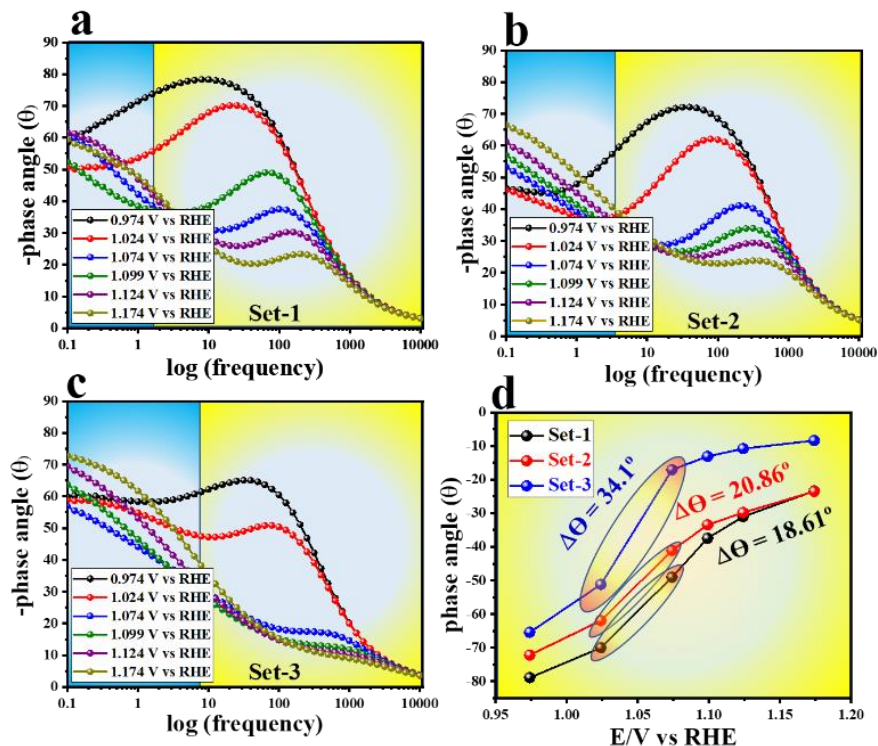 a
90
80
70
60
50
40
30
20
10
0
-phase angle (θ)
0.974 V vs RHE
1.024 V vs RHE
1.074 V vs RHE
1.099 V vs RHE
1.124 V vs RHE
1.174 V vs RHE
Set-1
0.1 1 10 100 1000 10000
log (frequency)
b
90
80
70
60
50
40
30
20
10
0
-phase angle (θ)
0.974 V vs RHE
1.024 V vs RHE
1.074 V vs RHE
1.099 V vs RHE
1.124 V vs RHE
1.174 V vs RHE
Set-2
0.1 1 10 100 1000 10000
log (frequency)
c
90
80
70
60
50
40
30
20
10
0
-phase angle (θ)
0.974 V vs RHE
1.024 V vs RHE
1.074 V vs RHE
1.099 V vs RHE
1.124 V vs RHE
1.174 V vs RHE
Set-3
0.1 1 10 100 1000 10000
log (frequency)
d
0
-10
-20
-30
-40
-50
-60
-70
-80
phase angle (θ)
Set-1
Set-2
Set-3
ΔΘ = 34.1º
ΔΘ = 20.86º
ΔΘ = 18.61º
0.95 1.00 1.05 1.10 1.15 1.20
E/V vs RHE